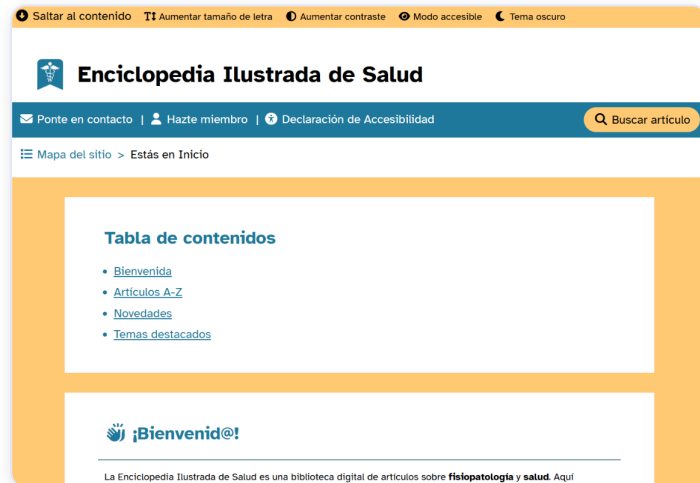 Saltar al contenido Aumentar tamaño de letra Aumentar contraste Modo accesible Tema oscuro
Enciclopedia Ilustrada de Salud
Ponte en contacto | Hazte miembro | Declaración de Accesibilidad Buscar artículo
Mapa del sitio > Estás en Inicio
Tabla de contenidos
• Bienvenida
• Artículos A-Z
• Novedades
• Temas destacados
¡Bienvenid@!
La Enciclopedia Ilustrada de Salud es una biblioteca digital de artículos sobre fisiopatología y salud. Aquí